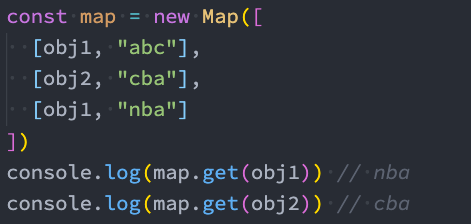 const map = new Map([
  [obj1, "abc"],
  [obj2, "cba"],
  [obj1, "nba"]
])
console.log(map.get(obj1)) // nba
console.log(map.get(obj2)) // cba